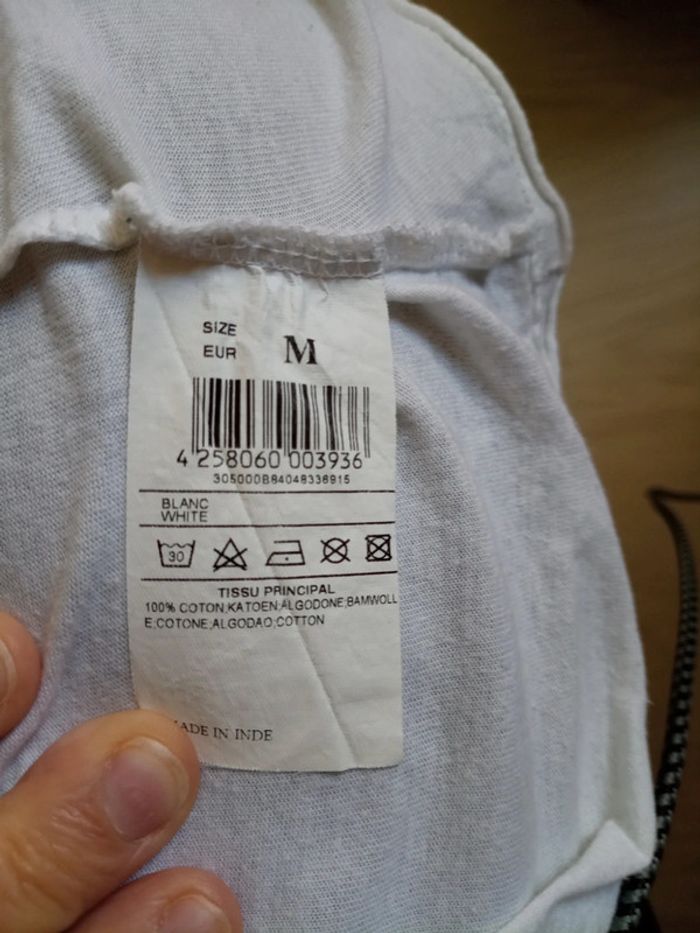 SIZE
EUR M
4 258060 003936
305000B84048336915
BLANC
WHITE
30
TISSU PRINCIPAL
100% COTON;KATOEN;ALGODONE;BAMWOLL
E;COTONE;ALGODAO;COTTON
MADE IN INDE